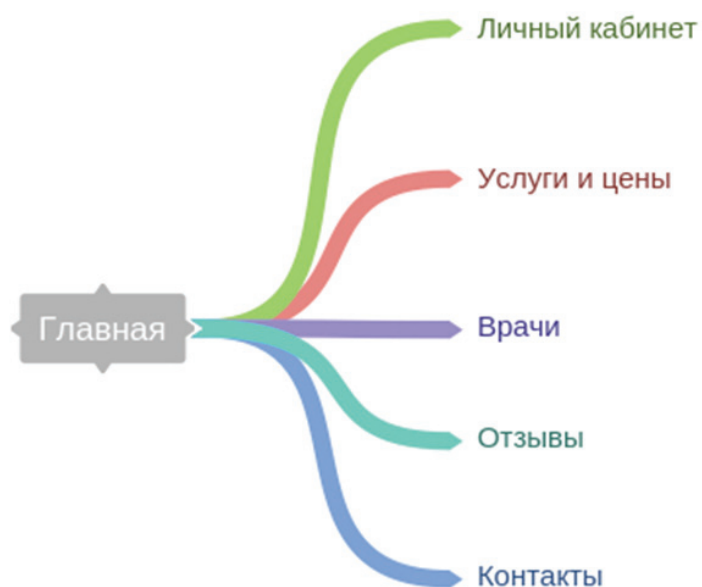 Личный кабинет
Услуги и цены
Главная
Врачи
Отзывы
Контакты